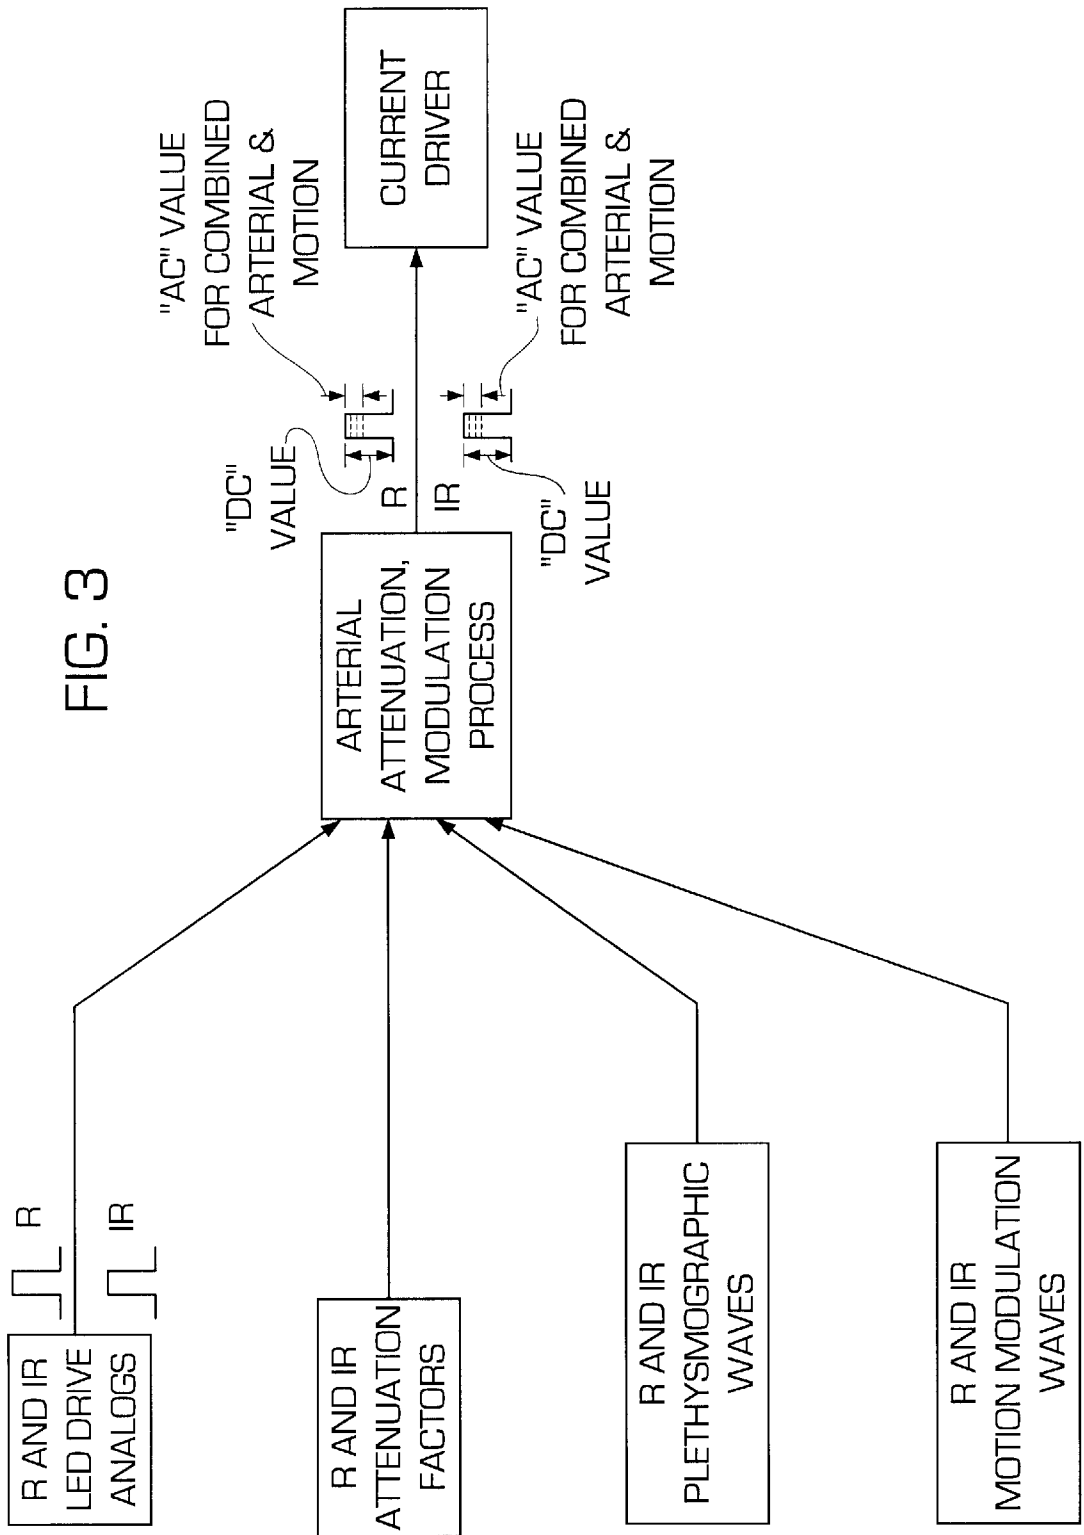 FIG. 3
R AND IR
LED DRIVE
ANALOGS
R
IR
R AND IR
ATTENUATION
FACTORS
R AND IR
PLETHYSMOGRAPHIC
WAVES
R AND IR
MOTION MODULATION
WAVES
ARTERIAL
ATTENUATION,
MODULATION
PROCESS
R
IR
"DC"
VALUE
"AC" VALUE
FOR COMBINED
ARTERIAL &
MOTION
"DC"
VALUE
"AC" VALUE
FOR COMBINED
ARTERIAL &
MOTION
CURRENT
DRIVER